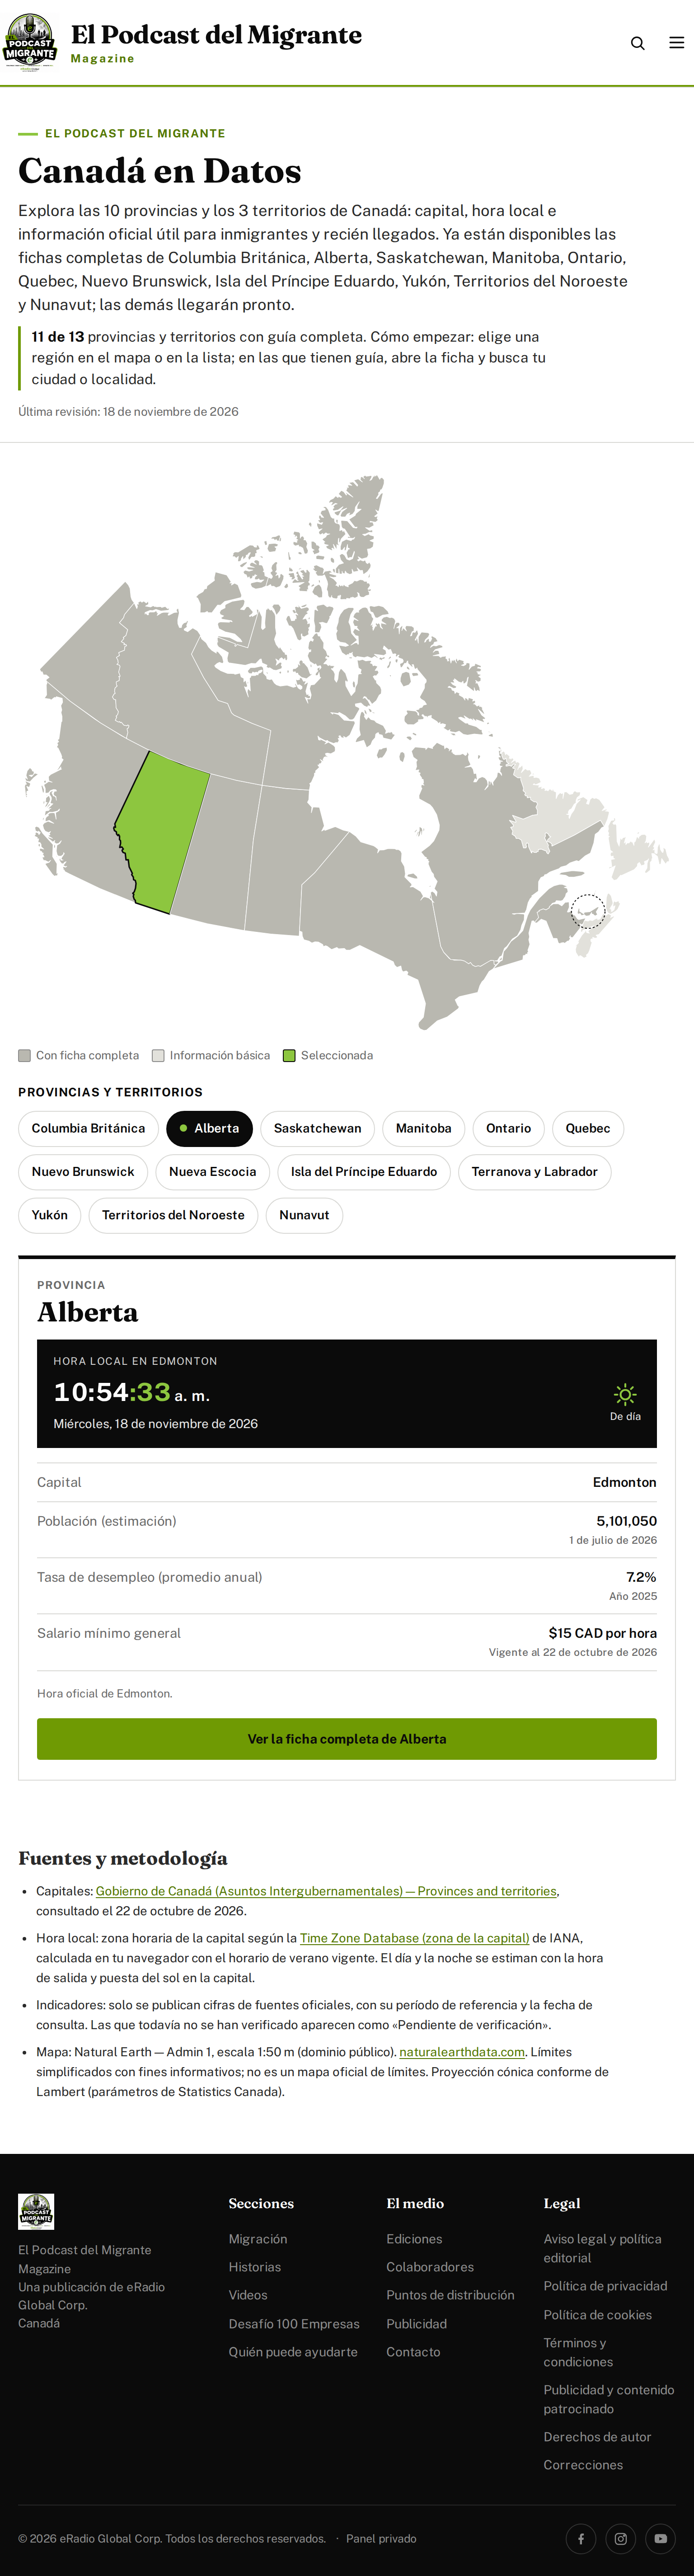 PODCAST
MIGRANTE
El Podcast del Migrante
Magazine
EL PODCAST DEL MIGRANTE
Canadá en Datos
Explora las 10 provincias y los 3 territorios de Canadá: capital, hora local e
información oficial útil para inmigrantes y recién llegados. Ya están disponibles las
fichas completas de Columbia Británica, Alberta, Saskatchewan, Manitoba, Ontario,
Quebec, Nuevo Brunswick, Isla del Príncipe Eduardo, Yukón, Territorios del Noroeste
y Nunavut; las demás llegarán pronto.
11 de 13 provincias y territorios con guía completa. Cómo empezar: elige una
región en el mapa o en la lista; en las que tienen guía, abre la ficha y busca tu
ciudad o localidad.
Última revisión: 18 de noviembre de 2026
Con ficha completa Información básica Seleccionada
PROVINCIAS Y TERRITORIOS
Columbia Británica Alberta Saskatchewan Manitoba Ontario Quebec
Nuevo Brunswick Nueva Escocia Isla del Príncipe Eduardo Terranova y Labrador
Yukón Territorios del Noroeste Nunavut
PROVINCIA
Alberta
HORA LOCAL EN EDMONTON
10:54:33 a. m.
De día
Miércoles, 18 de noviembre de 2026
Capital Edmonton
Población (estimación) 5,101,050
1 de julio de 2026
Tasa de desempleo (promedio anual) 7.2%
Año 2025
Salario mínimo general $15 CAD por hora
Vigente al 22 de octubre de 2026
Hora oficial de Edmonton.
Ver la ficha completa de Alberta
Fuentes y metodología
• Capitales: Gobierno de Canadá (Asuntos Intergubernamentales) — Provinces and territories,
consultado el 22 de octubre de 2026.
• Hora local: zona horaria de la capital según la Time Zone Database (zona de la capital) de IANA,
calculada en tu navegador con el horario de verano vigente. El día y la noche se estiman con la hora
de salida y puesta del sol en la capital.
• Indicadores: solo se publican cifras de fuentes oficiales, con su período de referencia y la fecha de
consulta. Las que todavía no se han verificado aparecen como «Pendiente de verificación».
• Mapa: Natural Earth — Admin 1, escala 1:50 m (dominio público). naturalearthdata.com. Límites
simplificados con fines informativos; no es un mapa oficial de límites. Proyección cónica conforme de
Lambert (parámetros de Statistics Canada).
PODCAST
MIGRANTE
El Podcast del Migrante
Magazine
Una publicación de eRadio
Global Corp.
Canadá
Secciones
Migración
Historias
Videos
Desafío 100 Empresas
Quién puede ayudarte
El medio
Ediciones
Colaboradores
Puntos de distribución
Publicidad
Contacto
Legal
Aviso legal y política
editorial
Política de privacidad
Política de cookies
Términos y
condiciones
Publicidad y contenido
patrocinado
Derechos de autor
Correcciones
© 2026 eRadio Global Corp. Todos los derechos reservados. · Panel privado